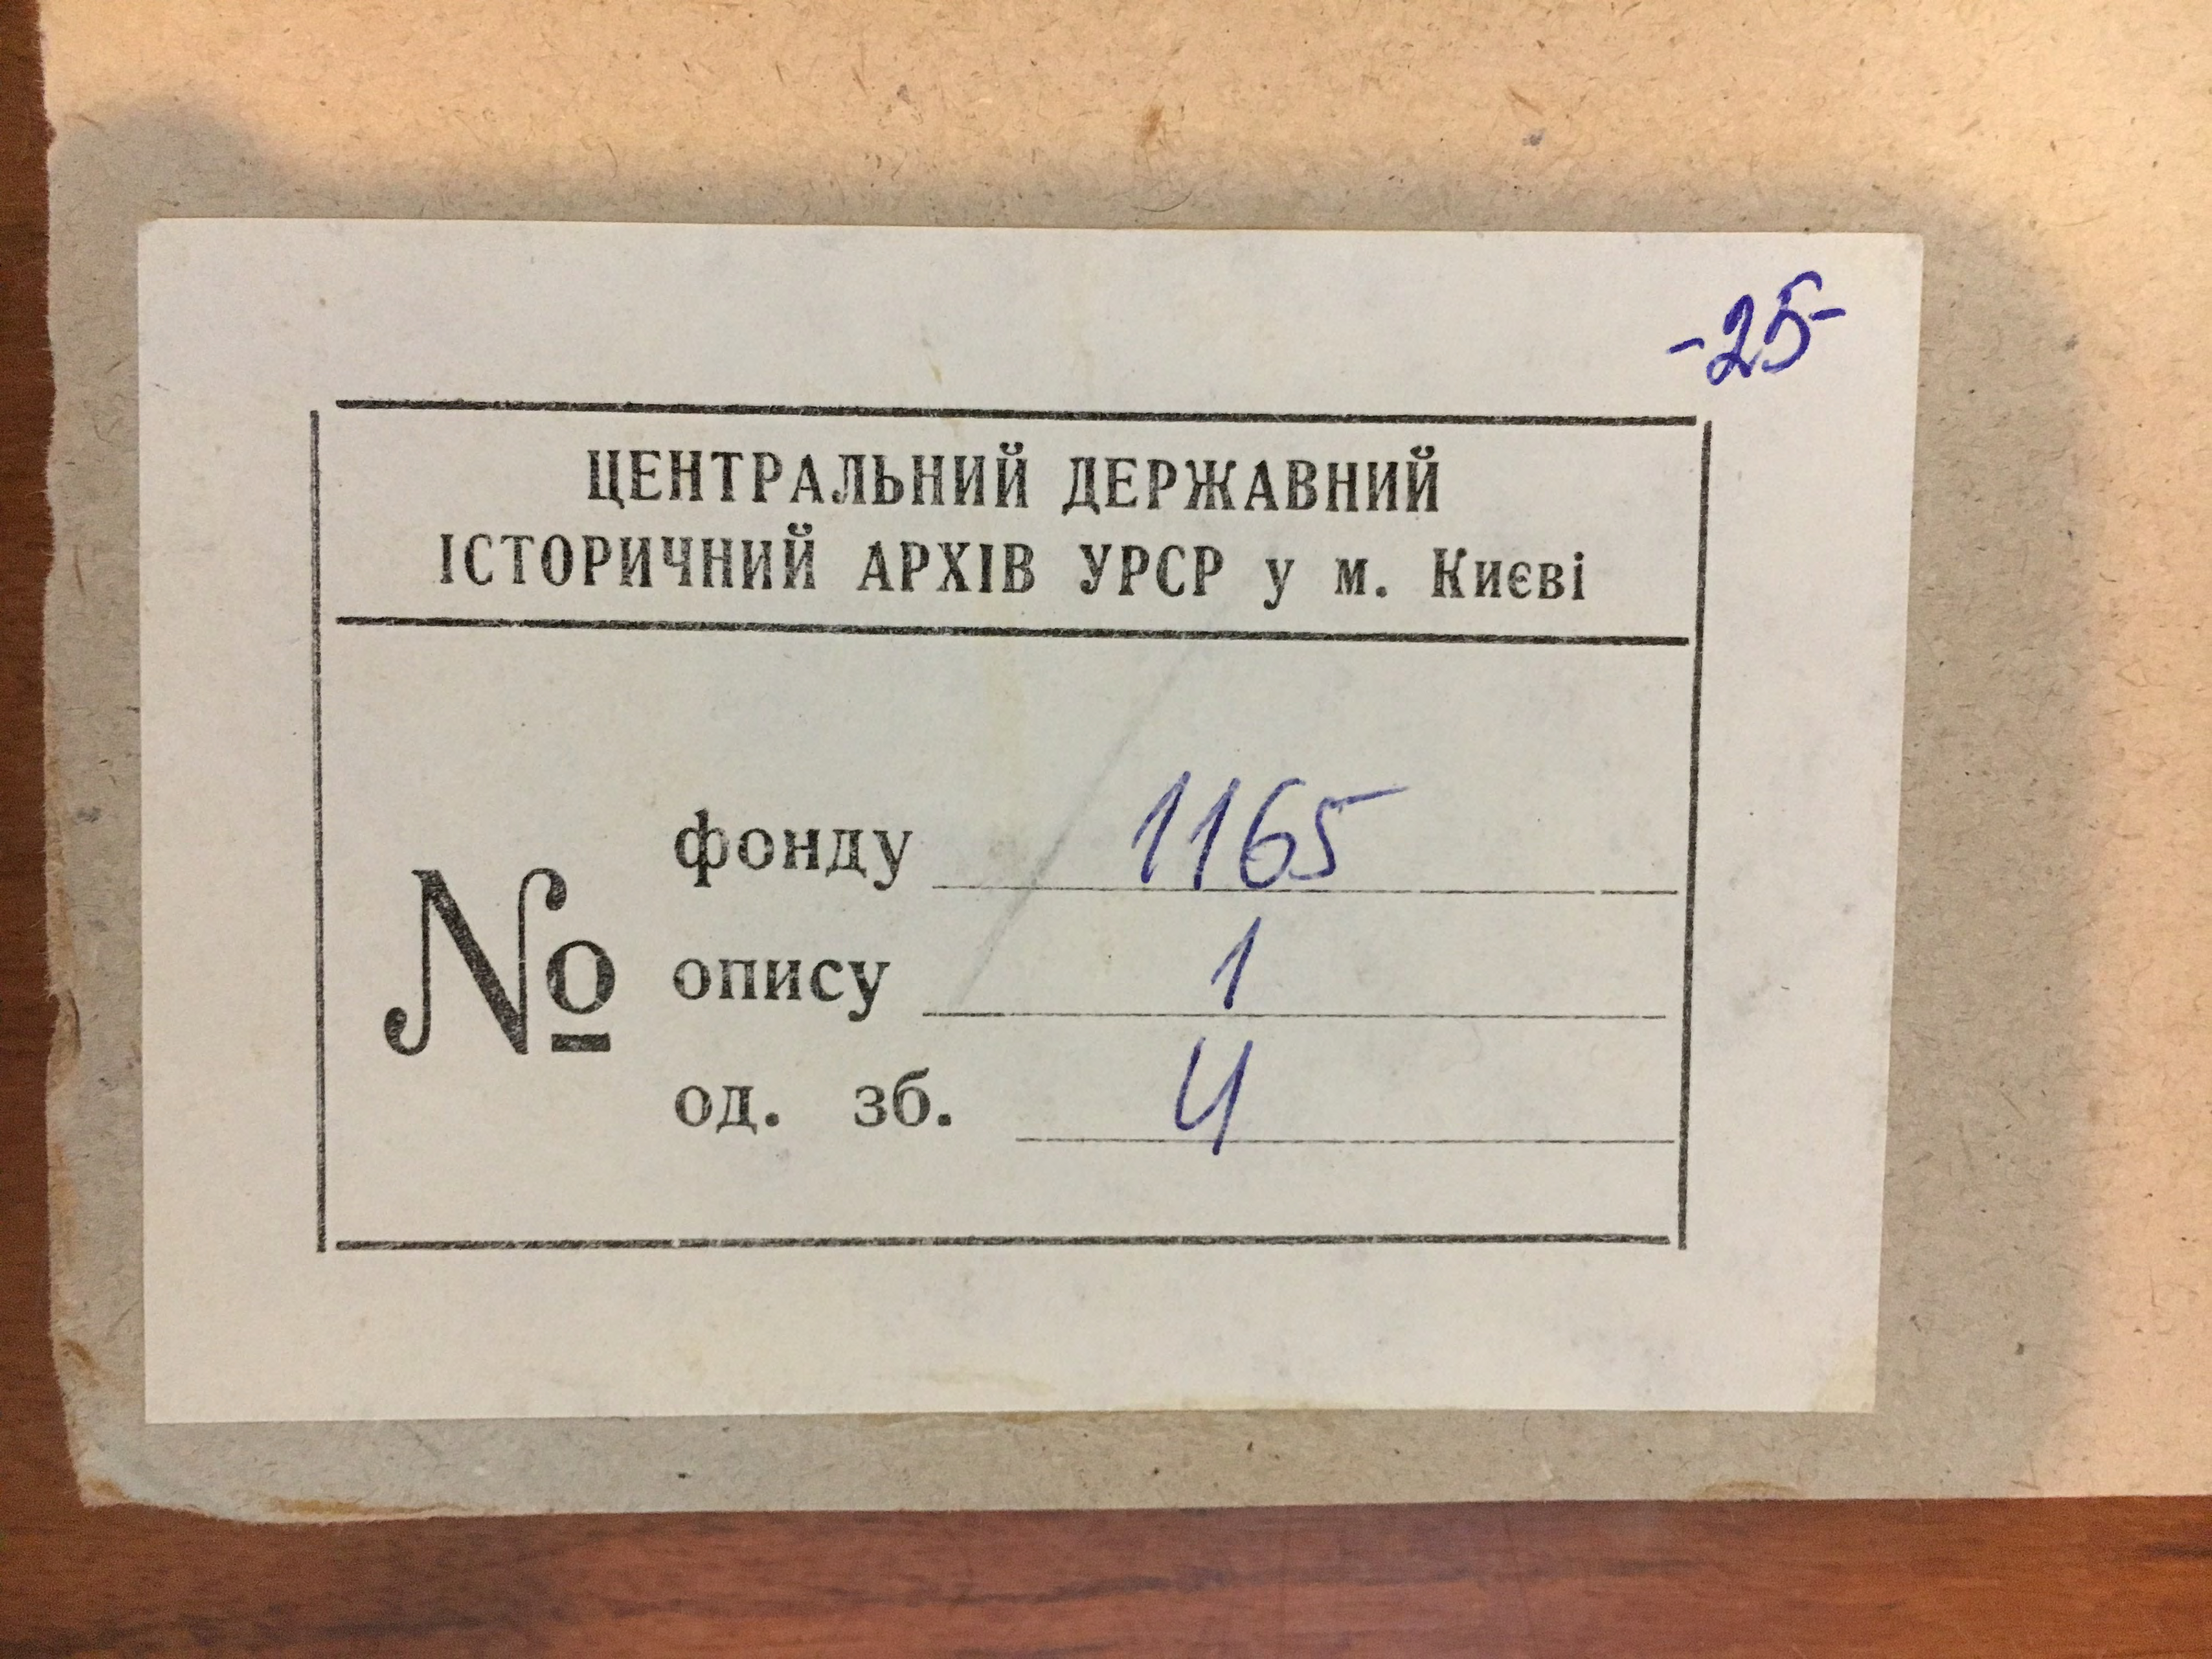 -25-
ЦЕНТРАЛЬНИЙ ДЕРЖАВНИЙ
ІСТОРИЧНИЙ АРХІВ УРСР у м. Києві
№
фонду 1165
опису 1
од. зб. 4